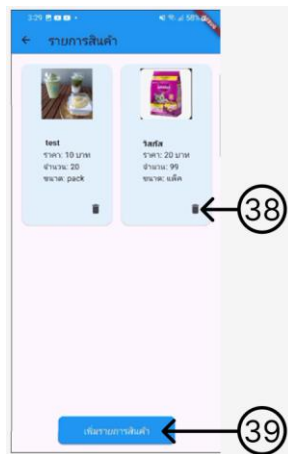 3:29
58%
← รายการสินค้า
test
ราคา: 10 บาท
จำนวน: 20
ขนาด: pack
วิสกัส
ราคา: 20 บาท
จำนวน: 99
ขนาด: แพ็ค
38
เพิ่มรายการสินค้า
39